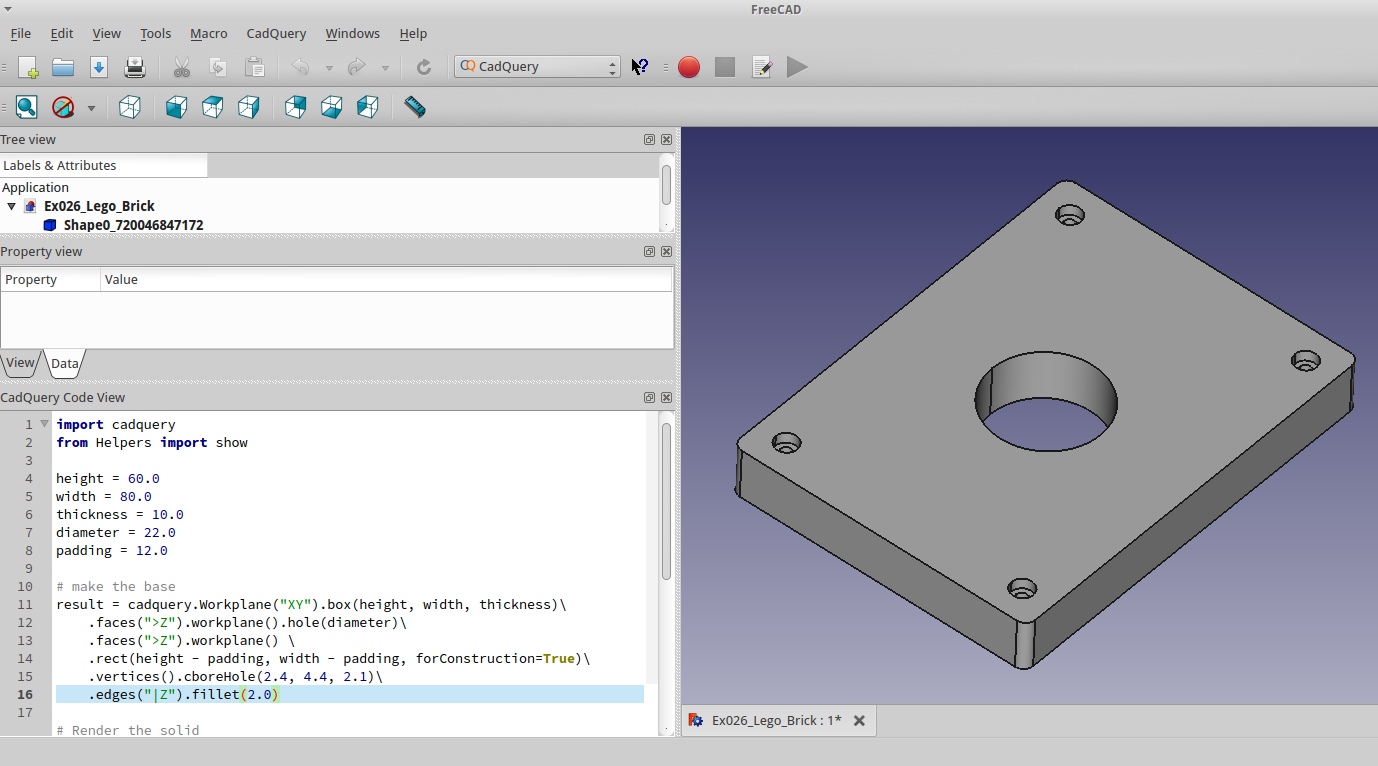 FreeCAD
File Edit View Tools Macro CadQuery Windows Help
CadQuery
Tree view
Labels & Attributes
Application
Ex026_Lego_Brick
Shape0_720046847172
Property view
Property Value
View Data
CadQuery Code View
1 import cadquery
2 from Helpers import show
3
4 height = 60.0
5 width = 80.0
6 thickness = 10.0
7 diameter = 22.0
8 padding = 12.0
9
10 # make the base
11 result = cadquery.Workplane("XY").box(height, width, thickness)\
12 .faces(">Z").workplane().hole(diameter)\
13 .faces(">Z").workplane() \
14 .rect(height - padding, width - padding, forConstruction=True)\
15 .vertices().cboreHole(2.4, 4.4, 2.1)\
16 .edges("|Z").fillet(2.0)
17
# Render the solid
Ex026_Lego_Brick : 1*